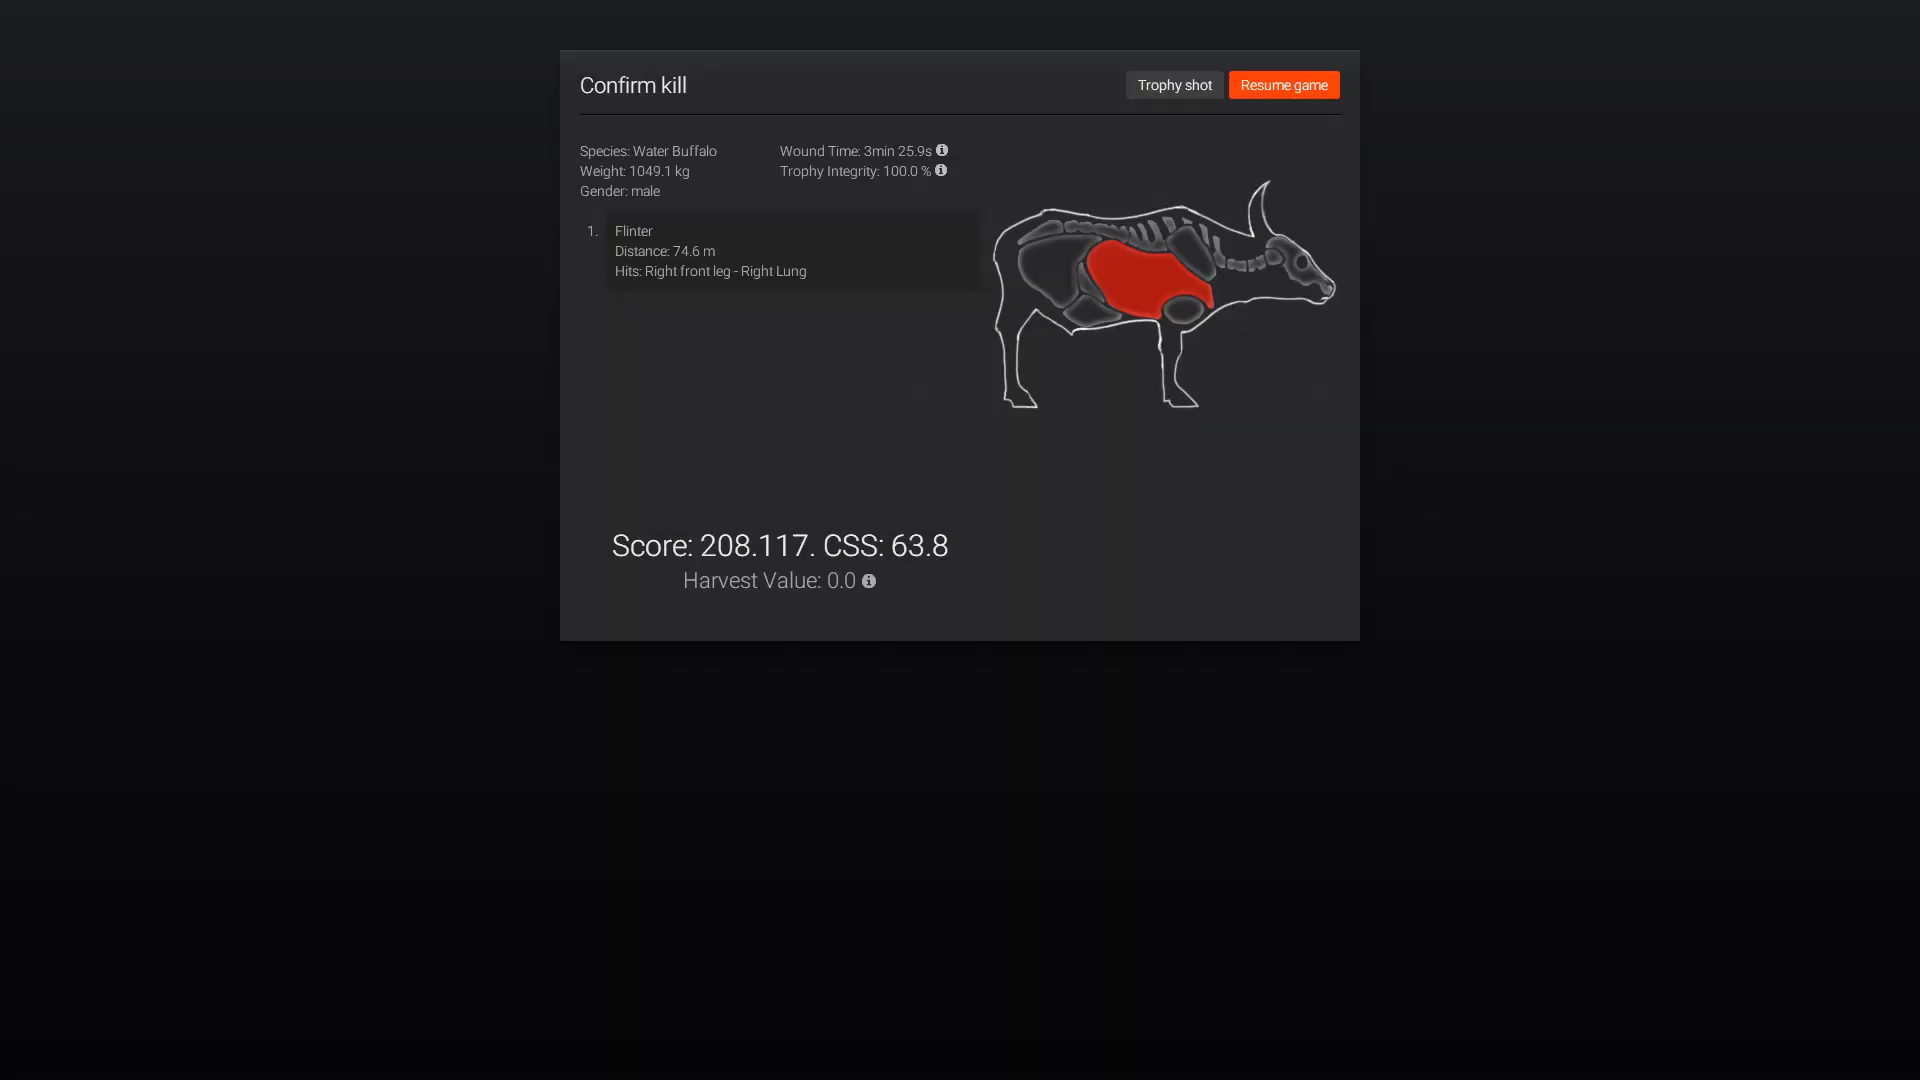 Confirm kill
Trophy shot
Resume game
Species: Water Buffalo
Weight: 1049.1 kg
Gender: male
Wound Time: 3min 25.9s
Trophy Integrity: 100.0 %
1.
Flinter
Distance: 74.6 m
Hits: Right front leg - Right Lung
Score: 208.117. CSS: 63.8
Harvest Value: 0.0